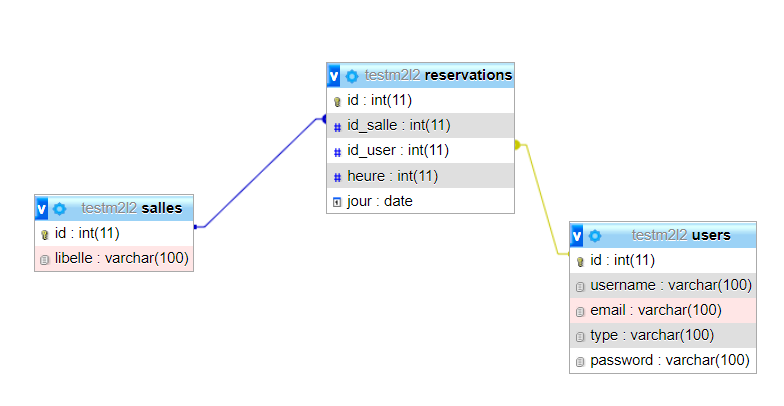 v testm2l2 reservations
id : int(11)
# id_salle : int(11)
# id_user : int(11)
# heure : int(11)
jour : date
v testm2l2 salles
id : int(11)
libelle : varchar(100)
v testm2l2 users
id : int(11)
username : varchar(100)
email : varchar(100)
type : varchar(100)
password : varchar(100)